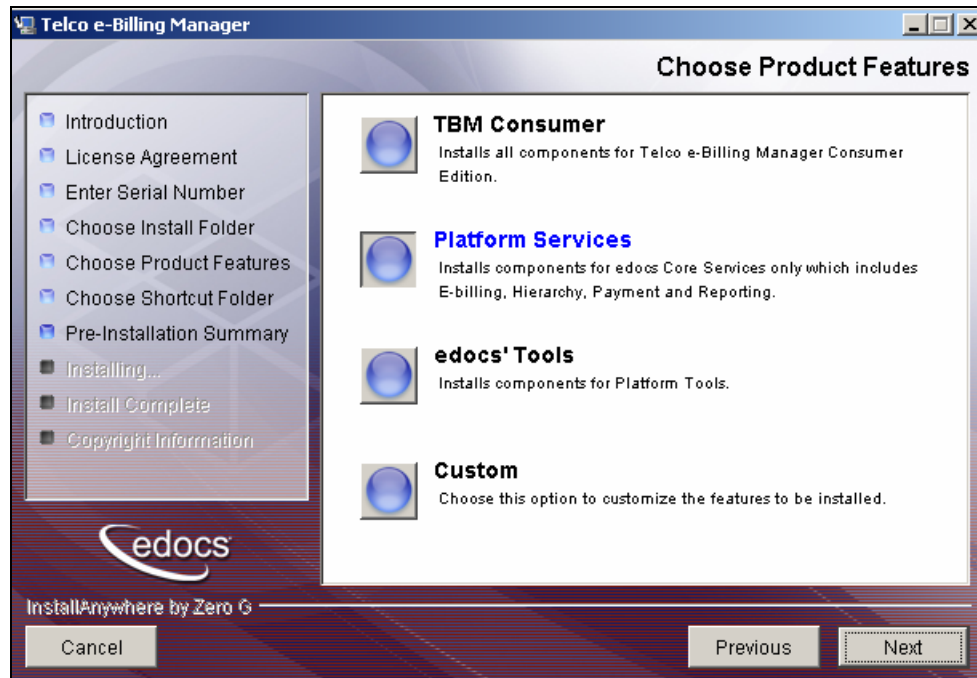 Telco e-Billing Manager
Choose Product Features
Introduction
License Agreement
Enter Serial Number
Choose Install Folder
Choose Product Features
Choose Shortcut Folder
Pre-Installation Summary
Installing...
Install Complete
Copyright Information
TBM Consumer
Installs all components for Telco e-Billing Manager Consumer
Edition.
Platform Services
Installs components for edocs Core Services only which includes
E-billing, Hierarchy, Payment and Reporting.
edocs' Tools
Installs components for Platform Tools.
Custom
Choose this option to customize the features to be installed.
edocs
InstallAnywhere by Zero G
Cancel
Previous
Next